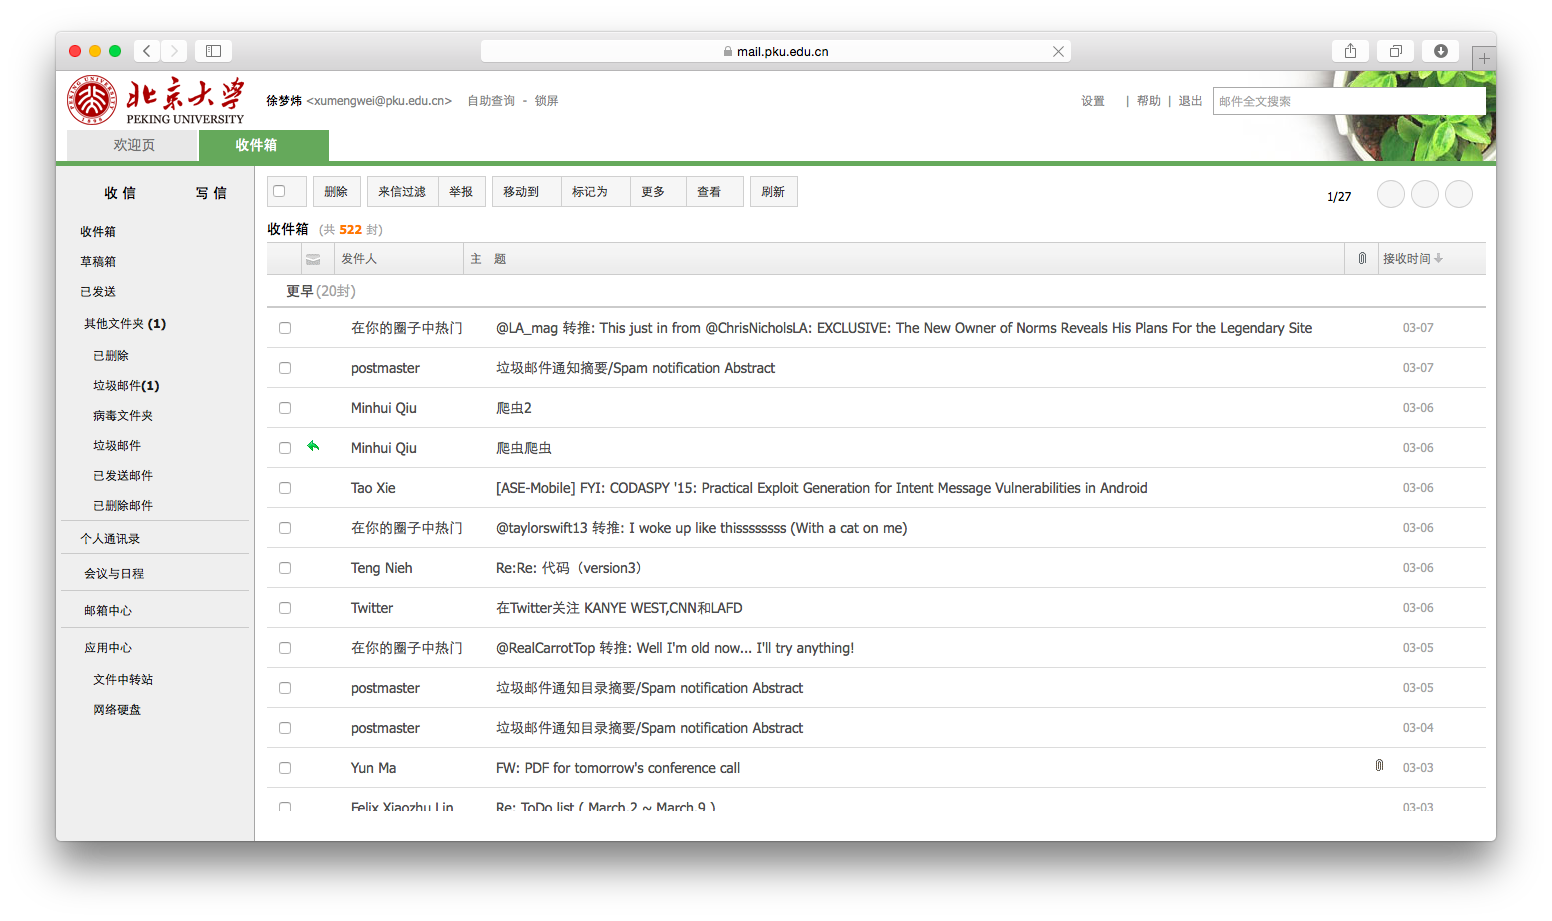 mail.pku.edu.cn
北京大学
PEKING UNIVERSITY
徐梦炜 <xumengwei@pku.edu.cn> 自助查询 - 锁屏
设置 | 帮助 | 退出 邮件全文搜索
欢迎页 收件箱
收信 写信
收件箱
草稿箱
已发送
其他文件夹 (1)
已删除
垃圾邮件(1)
病毒文件夹
垃圾邮件
已发送邮件
已删除邮件
个人通讯录
会议与日程
邮箱中心
应用中心
文件中转站
网络硬盘
删除 来信过滤 举报 移动到 标记为 更多 查看 刷新 1/27
收件箱 (共 522 封)
发件人 主 题 接收时间
更早(20封)
在你的圈子中热门 @LA_mag 转推: This just in from @ChrisNicholsLA: EXCLUSIVE: The New Owner of Norms Reveals His Plans For the Legendary Site 03-07
postmaster 垃圾邮件通知摘要/Spam notification Abstract 03-07
Minhui Qiu 爬虫2 03-06
Minhui Qiu 爬虫爬虫 03-06
Tao Xie [ASE-Mobile] FYI: CODASPY '15: Practical Exploit Generation for Intent Message Vulnerabilities in Android 03-06
在你的圈子中热门 @taylorswift13 转推: I woke up like thissssssss (With a cat on me) 03-06
Teng Nieh Re:Re: 代码（version3） 03-06
Twitter 在Twitter关注 KANYE WEST,CNN和LAFD 03-06
在你的圈子中热门 @RealCarrotTop 转推: Well I'm old now... I'll try anything! 03-05
postmaster 垃圾邮件通知目录摘要/Spam notification Abstract 03-05
postmaster 垃圾邮件通知目录摘要/Spam notification Abstract 03-04
Yun Ma FW: PDF for tomorrow's conference call 03-03
Felix Xiaozhu Lin Re: ToDo list ( March 2 ~ March 9 ) 03-03